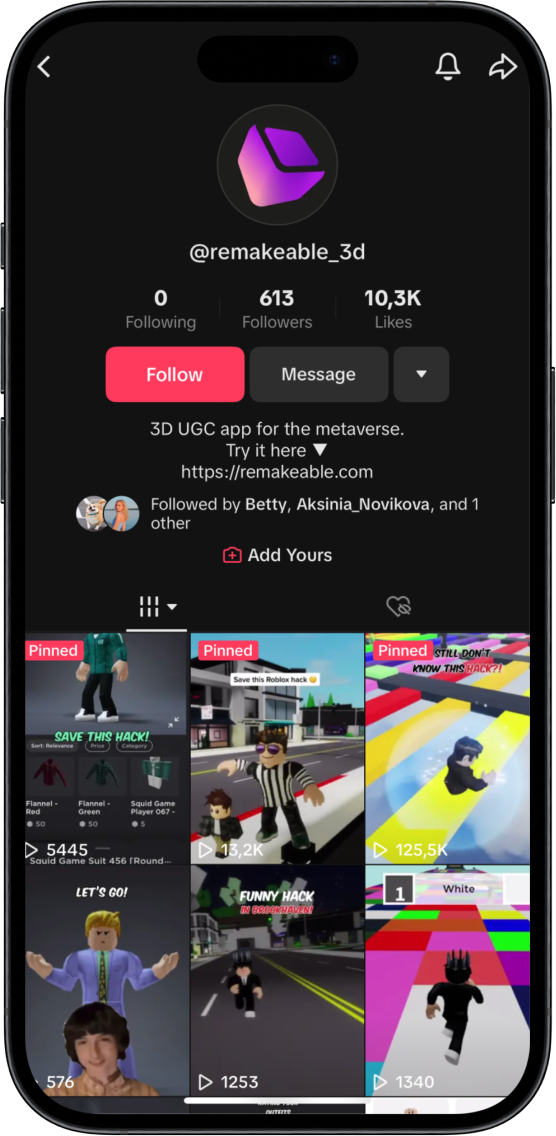 @remakeable_3d
0 613 10,3K
Following Followers Likes
Follow Message
3D UGC app for the metaverse.
Try it here ▼
https://remakeable.com
Followed by Betty, Aksinia_Novikova, and 1
other
Add Yours
Pinned
SAVE THIS HACK!
Sort: Relevance Price Category
Flannel -
Red
Flannel -
Green
Squid Game
Player 067 -
50 50 5
5445
Squid Game Suit 456 [Round...
Pinned
Save this Roblox hack
13,2K
Pinned
STILL DON'T
KNOW THIS HACK?!
125,5K
LET'S GO!
576
FUNNY HACK
IN BROOKHAVEN!
1253
1 White
1340
OUTFITS